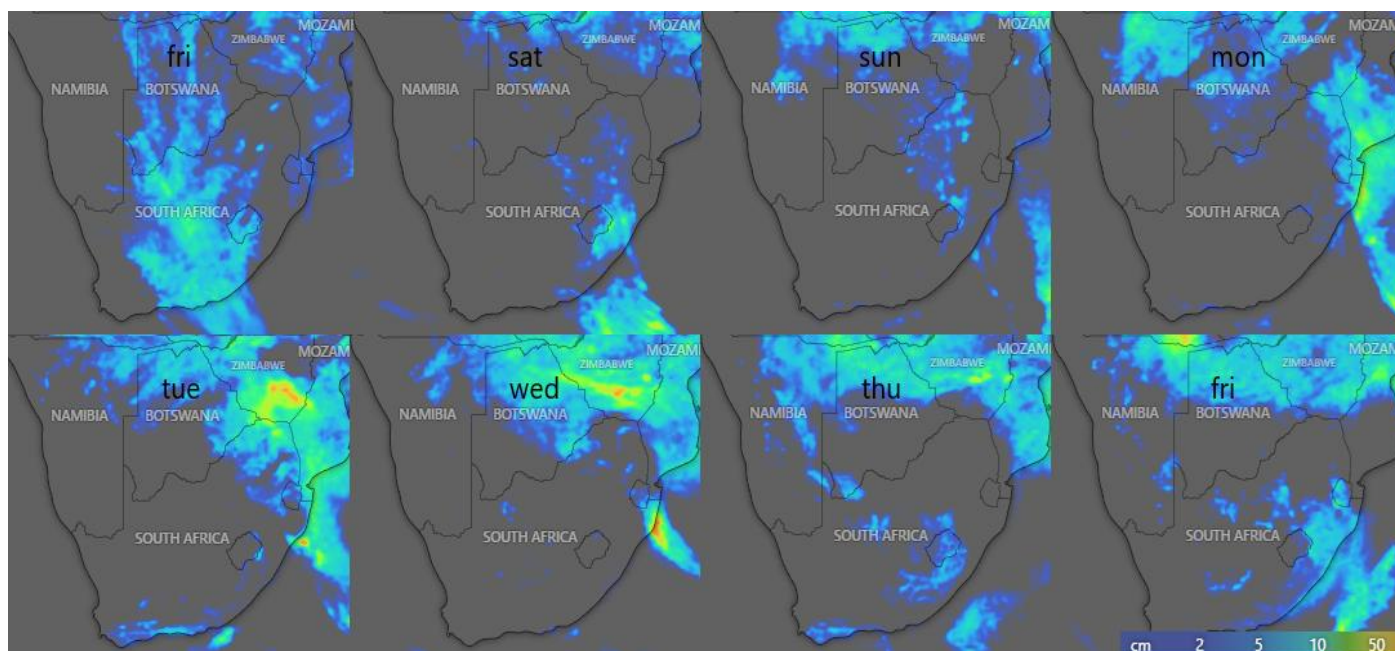 MOZAM MOZAM MOZAM MOZAM
ZIMBABWE ZIMBABWE ZIMBABWE ZIMBABWE
fri sat sun mon
NAMIBIA BOTSWANA NAMIBIA BOTSWANA NAMIBIA BOTSWANA NAMIBIA BOTSWANA
SOUTH AFRICA SOUTH AFRICA SOUTH AFRICA SOUTH AFRICA
MOZAM MOZAM MOZAM MOZAM
ZIMBABWE ZIMBABWE ZIMBABWE ZIMBABWE
tue wed thu fri
NAMIBIA BOTSWANA NAMIBIA BOTSWANA NAMIBIA BOTSWANA NAMIBIA BOTSWANA
SOUTH AFRICA SOUTH AFRICA SOUTH AFRICA SOUTH AFRICA
cm 2 5 10 50